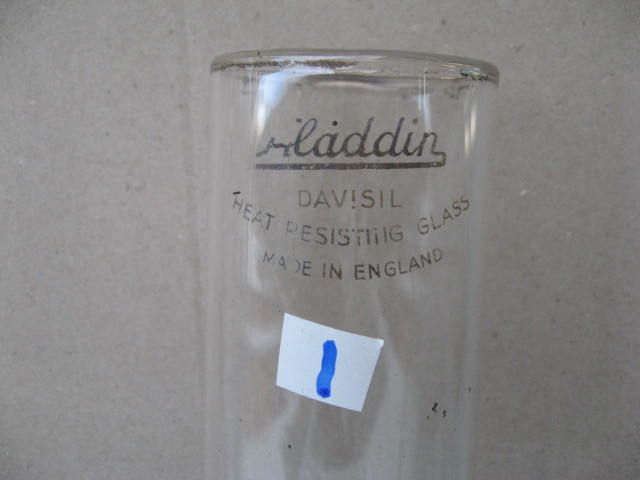 Aladdin
DAVISIL
HEAT RESISTING GLASS
MADE IN ENGLAND
1